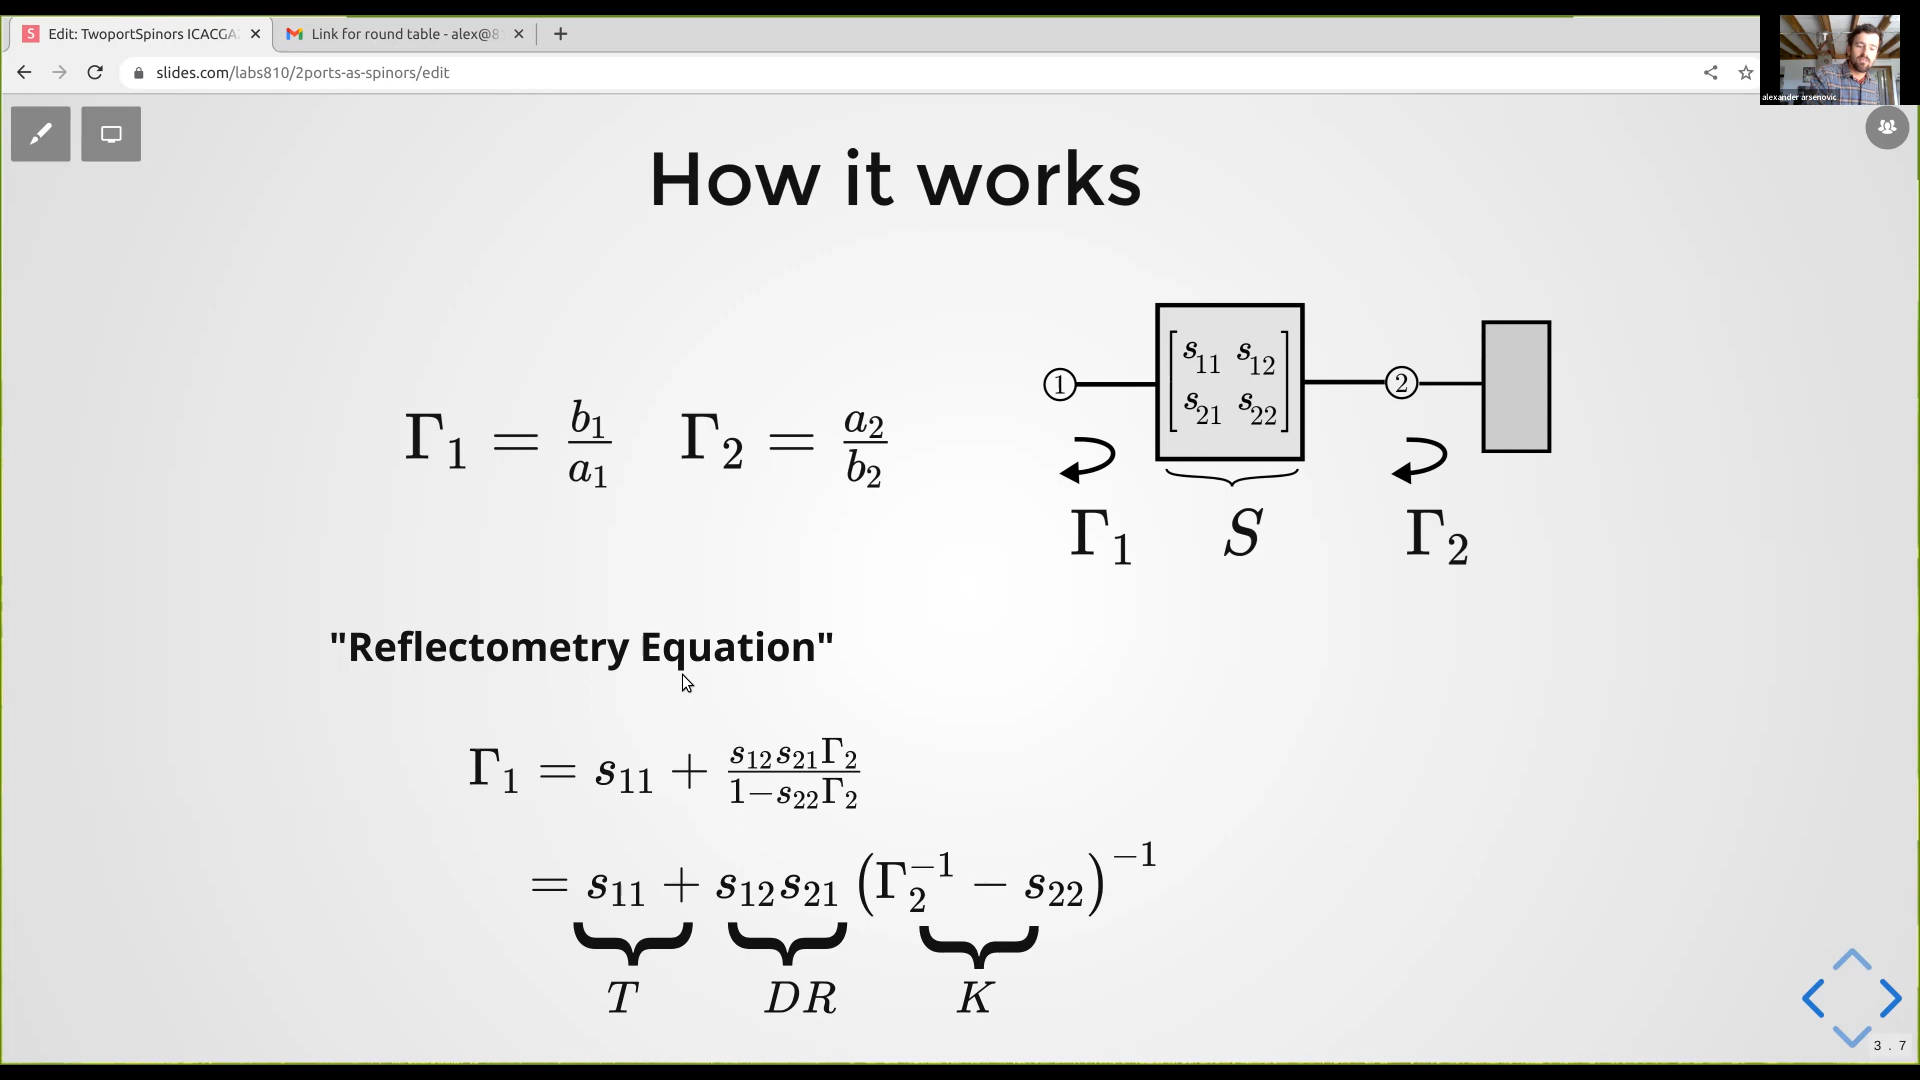 Edit: TwoportSpinors ICACGA
Link for round table - alex@8
slides.com/labs810/2ports-as-spinors/edit
alexander arsenovic
How it works
Γ₁ = b₁/a₁ Γ₂ = a₂/b₂
1 s₁₁ s₁₂ 2
s₂₁ s₂₂
Γ₁ S Γ₂
"Reflectometry Equation"
Γ₁ = s₁₁ + s₁₂s₂₁Γ₂/1−s₂₂Γ₂
= s₁₁ + s₁₂s₂₁ (Γ₂⁻¹ − s₂₂)⁻¹
T DR K
3 . 7